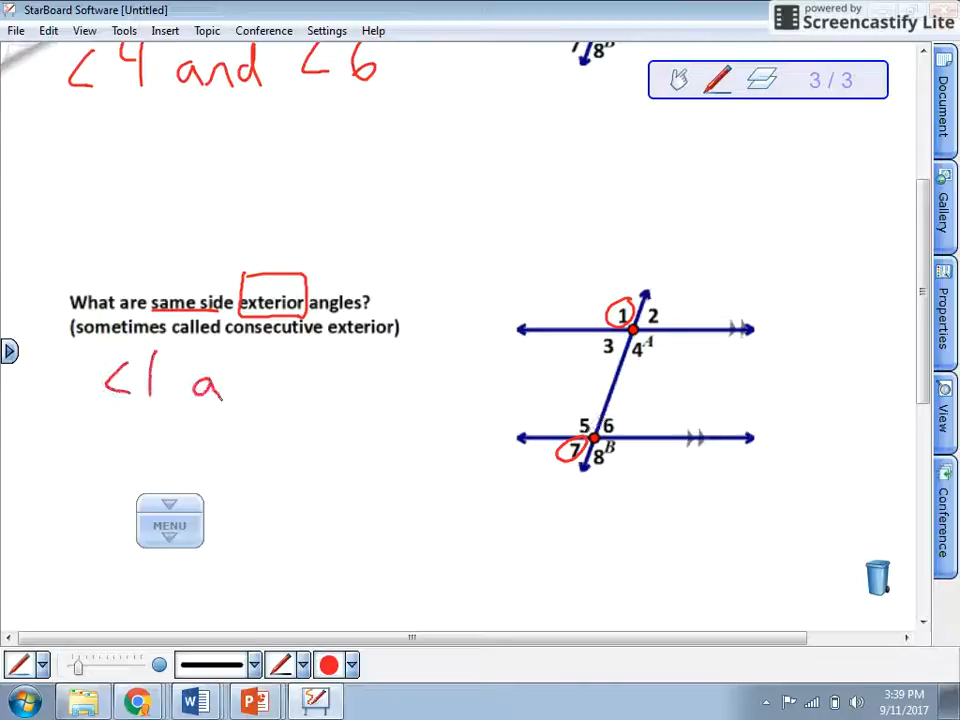 StarBoard Software [Untitled]
powered by
Screencastify Lite
File Edit View Tools Insert Topic Conference Settings Help
<4 and <6
7 8 B
3 / 3
Document
Gallery
Properties
View
Conference
What are same side exterior angles?
(sometimes called consecutive exterior)
<1 a
1 2
3 4 A
5 6
7 8 B
MENU
3:39 PM
9/11/2017